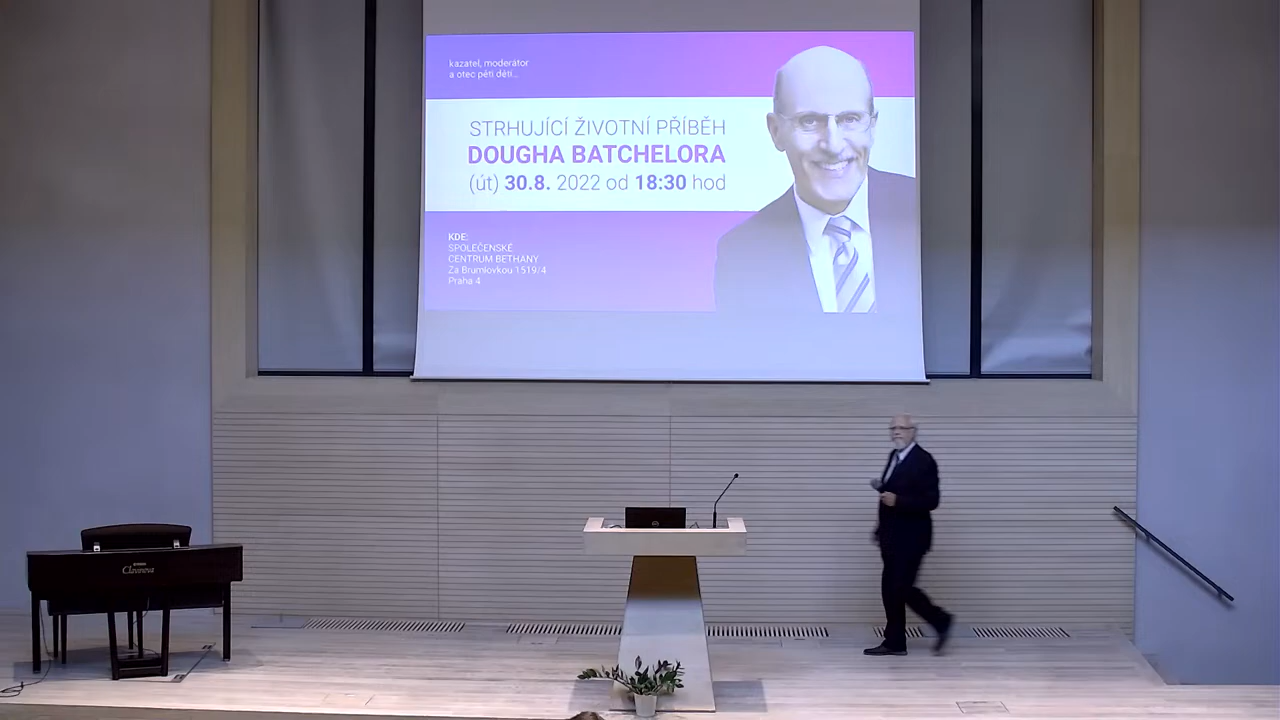 kazatel, moderátor
a otec pěti dětí...
STRHUJÍCÍ ŽIVOTNÍ PŘÍBĚH
DOUGHA BATCHELORA
(út) 30.8. 2022 od 18:30 hod
KDE:
SPOLEČENSKÉ
CENTRUM BETHANY
Za Brumlovkou 1519/4
Praha 4
YAMAHA
Clavinova